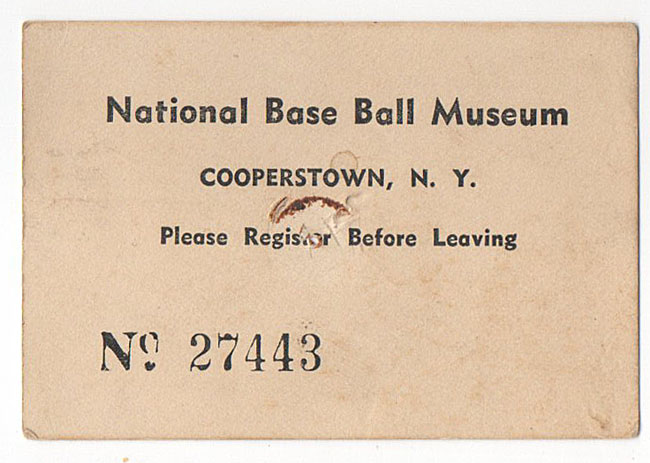 National Base Ball Museum
COOPERSTOWN, N. Y.
Please Register Before Leaving
Nº 27443